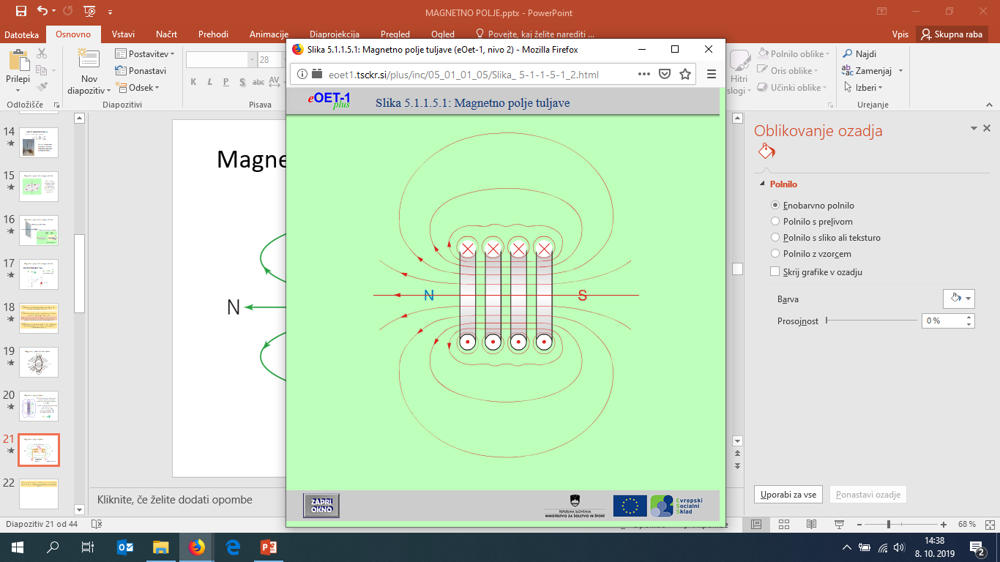 MAGNETNO POLJE.pptx - PowerPoint
Datoteka Osnovno Vstavi Načrt Prehodi Animacije Diaprojekcija Pregled Ogled Povejte, kaj želite narediti ... Vpis Skupna raba
Prilepi
Odložišče
Nov
diapozitiv
Postavitev
Ponastavi
Odsek
Diapozitivi
28
K L P S abc AV
Pisava
Hitri
slogi
Polnilo oblike
Oris oblike
Učinki oblike
Najdi
Zamenjaj
Izberi
Urejanje
Slika 5.1.1.5.1: Magnetno polje tuljave (eOet-1, nivo 2) - Mozilla Firefox
eoet1.tsckr.si/plus/inc/05_01_01_05/Slika_ 5-1-1-5-1_2.html
eOET-1
plus
Slika 5.1.1.5.1: Magnetno polje tuljave
N S
ZAPRI
OKNO
REPUBLIKA SLOVENIJA
MINISTRSTVO ZA ŠOLSTVO IN ŠPORT
Evropski
Socialni
Sklad
14
15
16
17
18
19
20
21
22
Magne
N
Kliknite, če želite dodati opombe
Oblikovanje ozadja
Polnilo
Enobarvno polnilo
Polnilo s prelivom
Polnilo s sliko ali teksturo
Polnilo z vzorcem
Skrij grafike v ozadju
Barva
Prosojnost 0 %
Uporabi za vse Ponastavi ozadje
Diapozitiv 21 od 44
68 %
14:38
8. 10. 2019
2